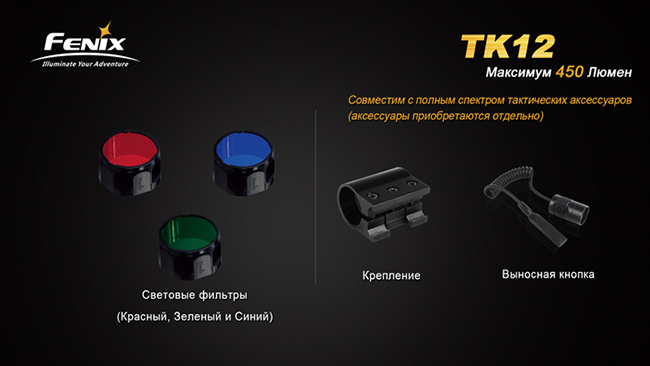 FENIX
Illuminate Your Adventure
TK12
Максимум 450 Люмен
Совместим с полным спектром тактических аксессуаров
(аксессуары приобретаются отдельно)
Световые фильтры
(Красный, Зеленый и Синий)
Крепление
Выносная кнопка